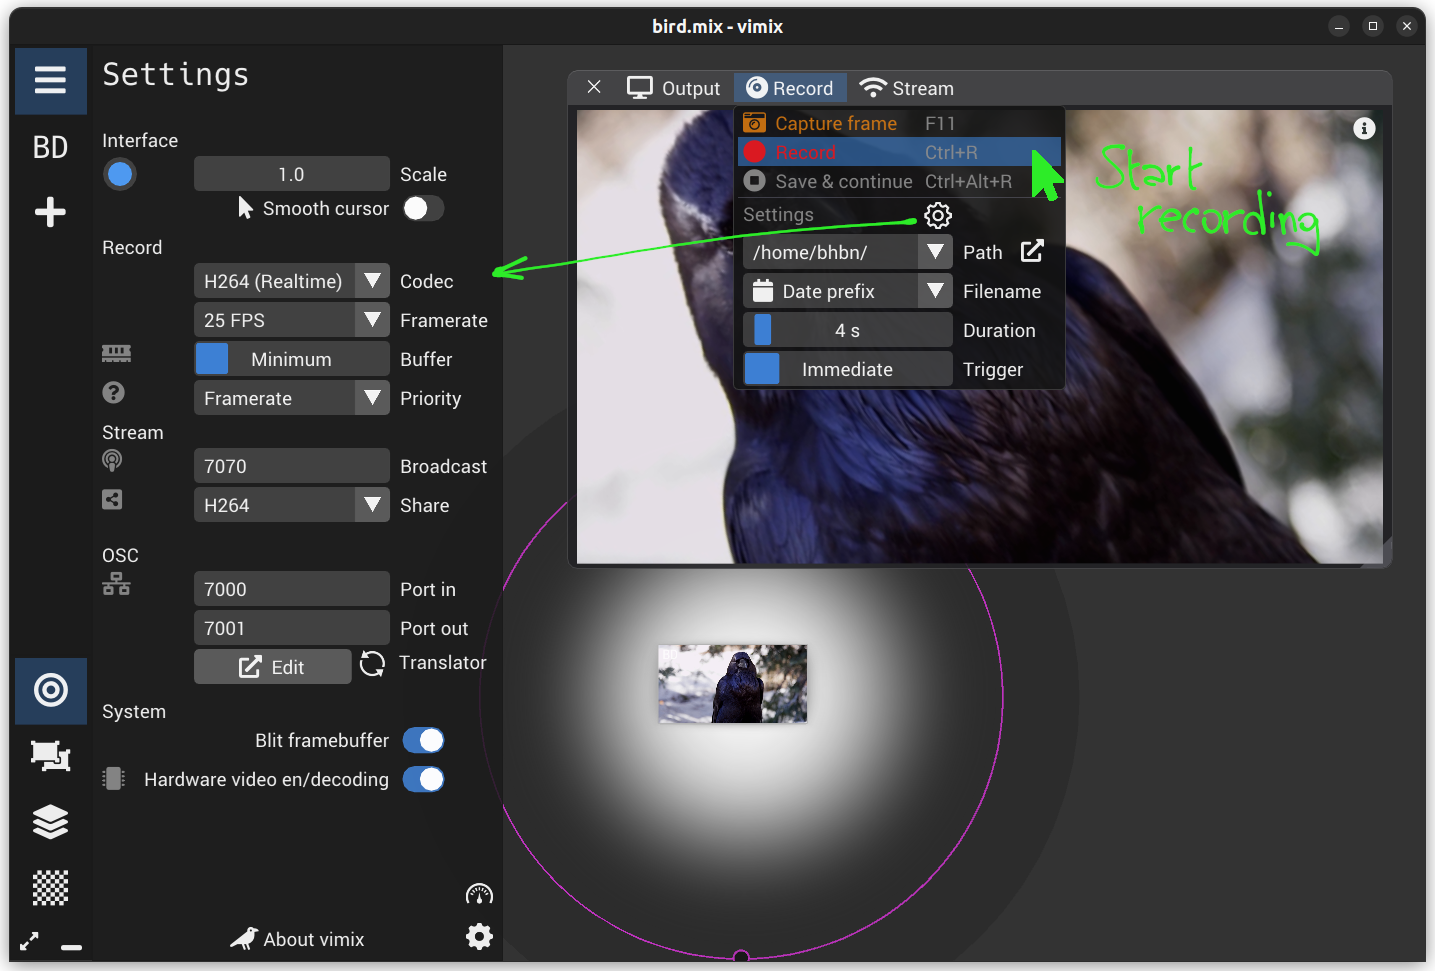 bird.mix - vimix
Settings
BD
Interface
1.0 Scale
Smooth cursor
Record
H264 (Realtime) Codec
25 FPS Framerate
Minimum Buffer
Framerate Priority
Stream
7070 Broadcast
H264 Share
OSC
7000 Port in
7001 Port out
Edit Translator
System
Blit framebuffer
Hardware video en/decoding
About vimix
Output Record Stream
Capture frame F11
Record Ctrl+R
Save & continue Ctrl+Alt+R
Settings
/home/bhbn/ Path
Date prefix Filename
4 s Duration
Immediate Trigger
Start
recording
BD